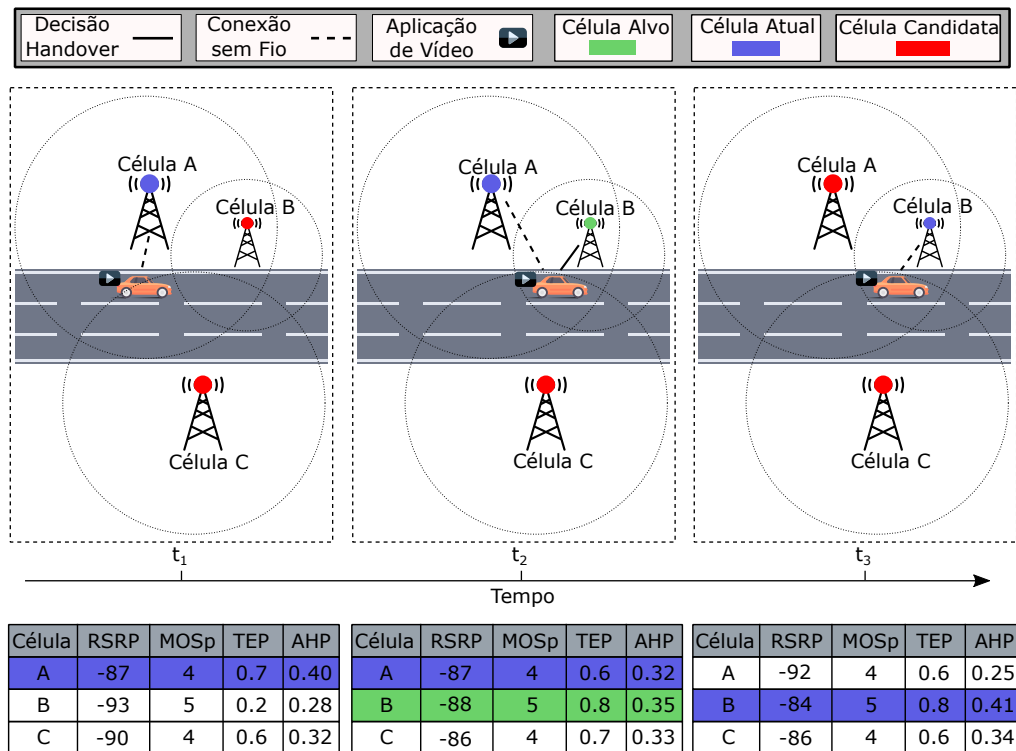 Decisão Handover
Conexão sem Fio
Aplicação de Vídeo
Célula Alvo
Célula Atual
Célula Candidata
Célula A
Célula B
Célula C
Célula A
Célula B
Célula C
Célula A
Célula B
Célula C
t1
t2
t3
Tempo
Célula RSRP MOSp TEP AHP
A -87 4 0.7 0.40
B -93 5 0.2 0.28
C -90 4 0.6 0.32
Célula RSRP MOSp TEP AHP
A -87 4 0.6 0.32
B -88 5 0.8 0.35
C -86 4 0.7 0.33
Célula RSRP MOSp TEP AHP
A -92 4 0.6 0.25
B -84 5 0.8 0.41
C -86 4 0.6 0.34